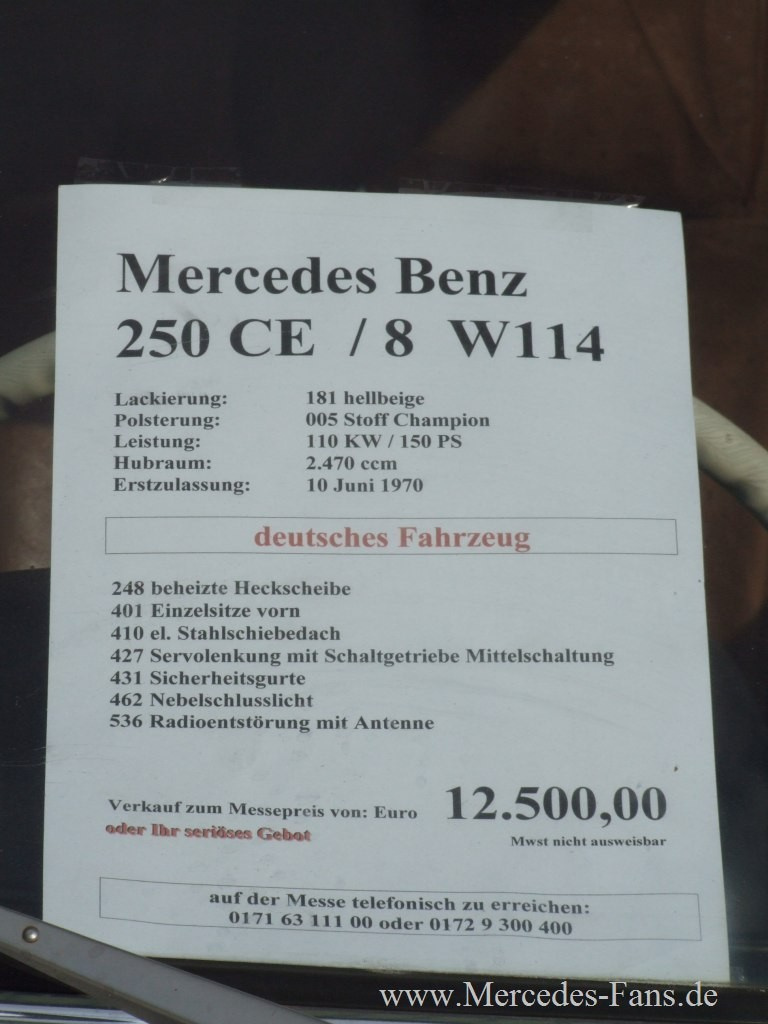 Mercedes Benz
250 CE / 8 W114
Lackierung: 181 hellbeige
Polsterung: 005 Stoff Champion
Leistung: 110 KW / 150 PS
Hubraum: 2.470 ccm
Erstzulassung: 10 Juni 1970
deutsches Fahrzeug
248 beheizte Heckscheibe
401 Einzelsitze vorn
410 el. Stahlschiebedach
427 Servolenkung mit Schaltgetriebe Mittelschaltung
431 Sicherheitsgurte
462 Nebelschlusslicht
536 Radioentstörung mit Antenne
Verkauf zum Messepreis von: Euro 12.500,00
oder Ihr seriöses Gebot
Mwst nicht ausweisbar
auf der Messe telefonisch zu erreichen:
0171 63 111 00 oder 0172 9 300 400
www.Mercedes-Fans.de